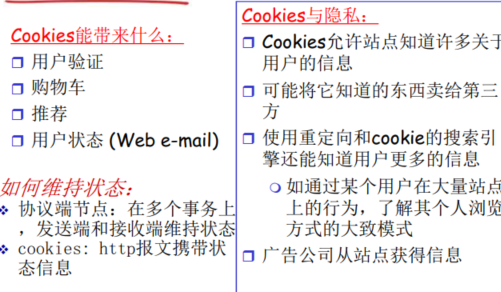 Cookies能带来什么：
用户验证
购物车
推荐
用户状态 (Web e-mail)
如何维持状态：
协议端节点：在多个事务上
，发送端和接收端维持状态
cookies: http报文携带状
态信息
Cookies与隐私：
Cookies允许站点知道许多关于
用户的信息
可能将它知道的东西卖给第三
方
使用重定向和cookie的搜索引
擎还能知道用户更多的信息
如通过某个用户在大量站点
上的行为，了解其个人浏览
方式的大致模式
广告公司从站点获得信息